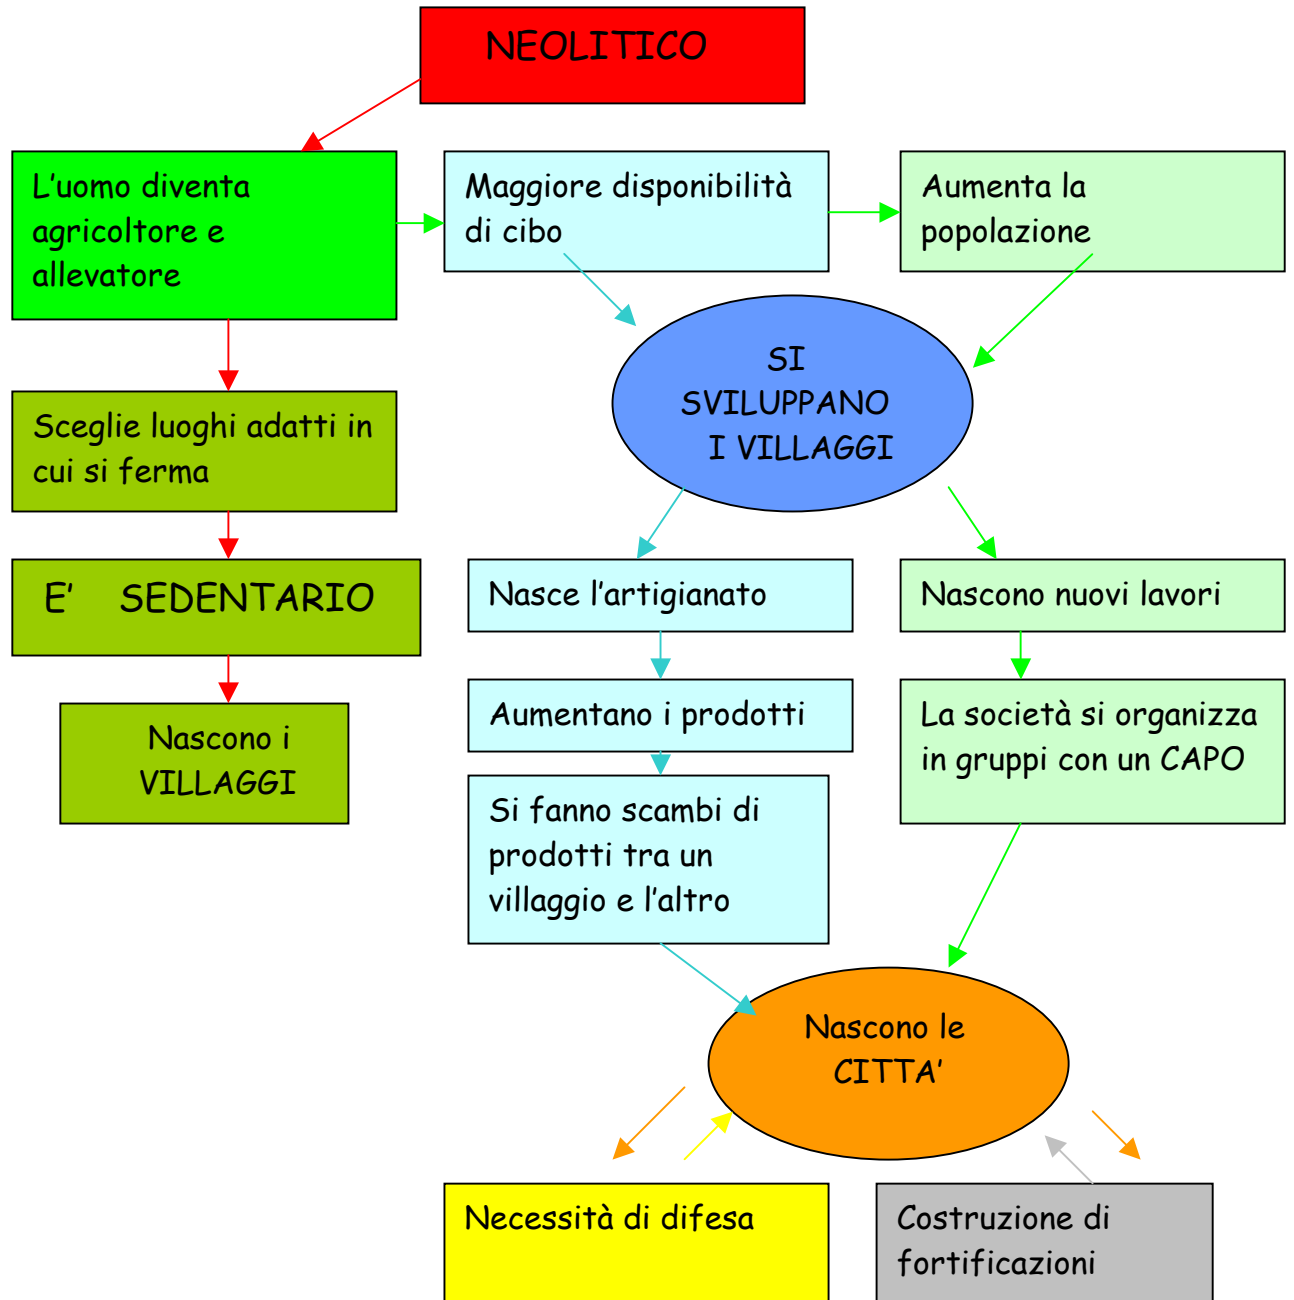 NEOLITICO
L'uomo diventa
agricoltore e
allevatore
Maggiore disponibilità
di cibo
Aumenta la
popolazione
SI
SVILUPPANO
I VILLAGGI
Sceglie luoghi adatti in
cui si ferma
E' SEDENTARIO
Nascono i
VILLAGGI
Nasce l'artigianato
Nascono nuovi lavori
Aumentano i prodotti
La società si organizza
in gruppi con un CAPO
Si fanno scambi di
prodotti tra un
villaggio e l'altro
Nascono le
CITTA'
Necessità di difesa
Costruzione di
fortificazioni